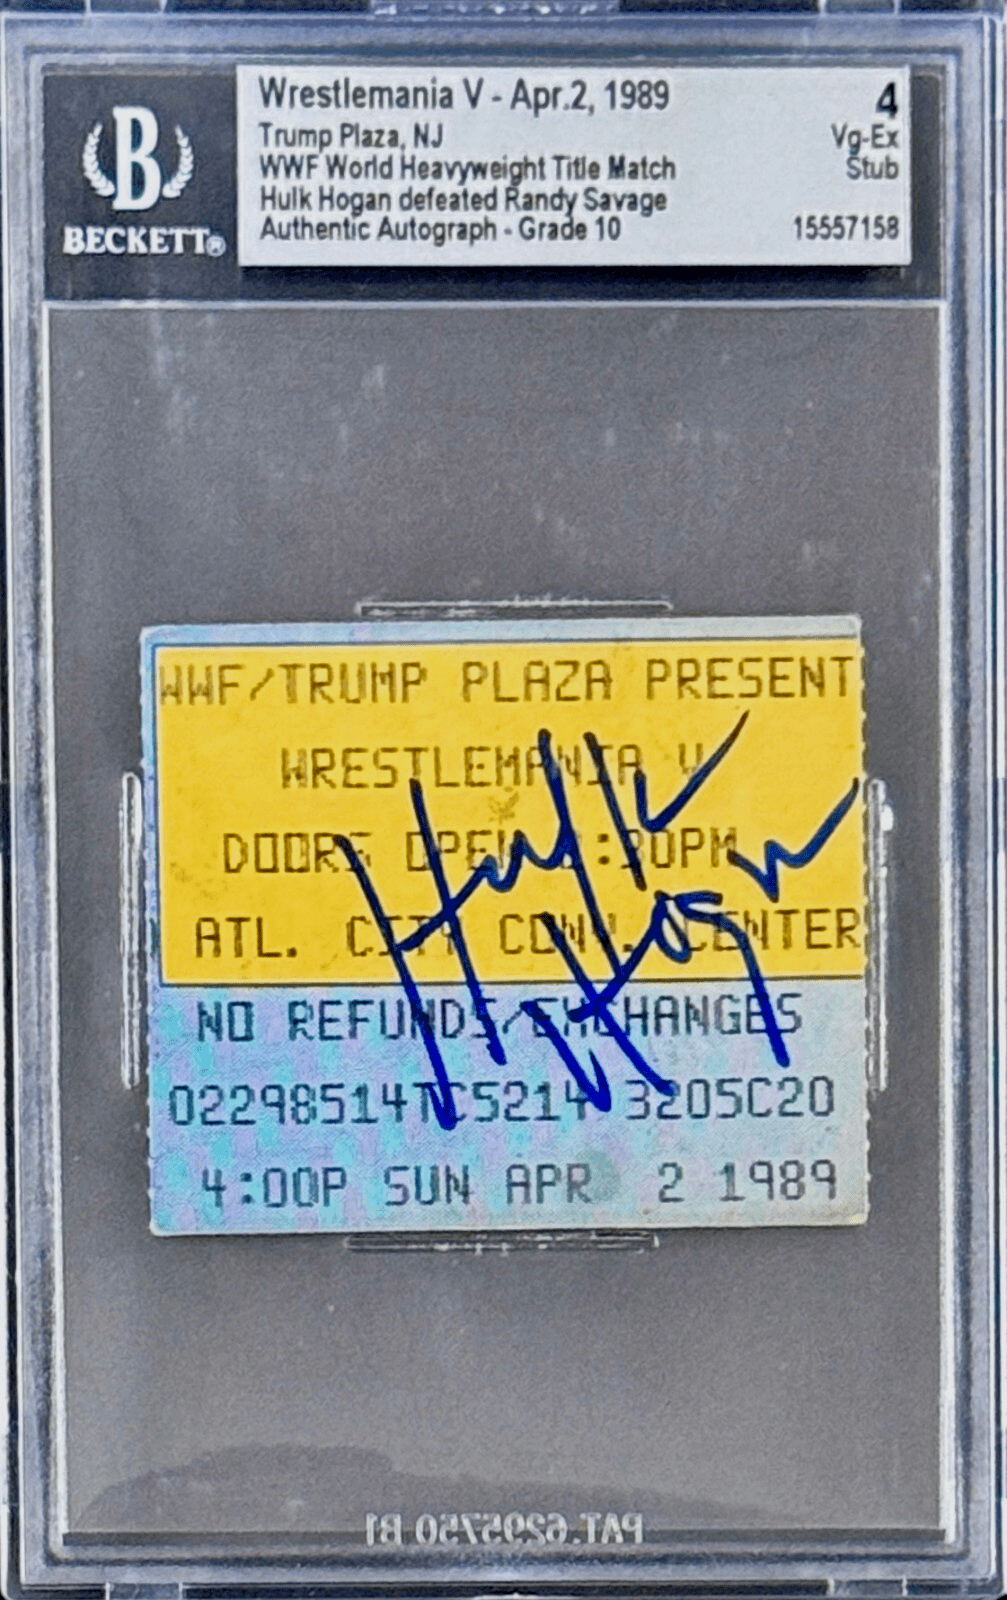 Wrestlemania V - Apr.2, 1989
4
Trump Plaza, NJ
Vg-Ex
WWF World Heavyweight Title Match
Stub
Hulk Hogan defeated Randy Savage
Authentic Autograph - Grade 10
15557158
B
BECKETT®
WWF/TRUMP PLAZA PRESENT
WRESTLEMANIA V
DOORS OPEN :30PM
ATL. CITY CONV. CENTER
Hulk
Hogan
NO REFUNDS/EXCHANGES
02298514TC5214 3205C20
4:00P SUN APR 2 1989
PAT.6295750 B1